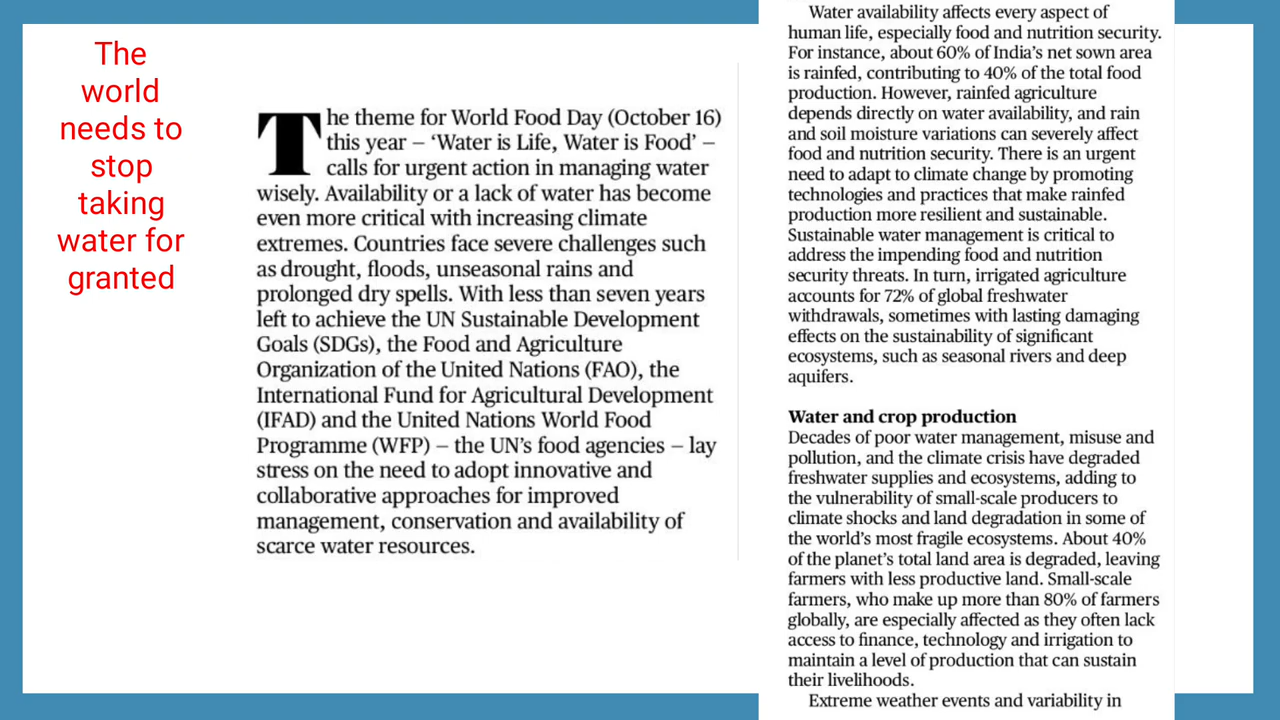 The
world
needs to
stop
taking
water for
granted
The theme for World Food Day (October 16)
this year – ‘Water is Life, Water is Food’ –
calls for urgent action in managing water
wisely. Availability or a lack of water has become
even more critical with increasing climate
extremes. Countries face severe challenges such
as drought, floods, unseasonal rains and
prolonged dry spells. With less than seven years
left to achieve the UN Sustainable Development
Goals (SDGs), the Food and Agriculture
Organization of the United Nations (FAO), the
International Fund for Agricultural Development
(IFAD) and the United Nations World Food
Programme (WFP) – the UN’s food agencies – lay
stress on the need to adopt innovative and
collaborative approaches for improved
management, conservation and availability of
scarce water resources.
Water availability affects every aspect of
human life, especially food and nutrition security.
For instance, about 60% of India’s net sown area
is rainfed, contributing to 40% of the total food
production. However, rainfed agriculture
depends directly on water availability, and rain
and soil moisture variations can severely affect
food and nutrition security. There is an urgent
need to adapt to climate change by promoting
technologies and practices that make rainfed
production more resilient and sustainable.
Sustainable water management is critical to
address the impending food and nutrition
security threats. In turn, irrigated agriculture
accounts for 72% of global freshwater
withdrawals, sometimes with lasting damaging
effects on the sustainability of significant
ecosystems, such as seasonal rivers and deep
aquifers.
Water and crop production
Decades of poor water management, misuse and
pollution, and the climate crisis have degraded
freshwater supplies and ecosystems, adding to
the vulnerability of small-scale producers to
climate shocks and land degradation in some of
the world’s most fragile ecosystems. About 40%
of the planet’s total land area is degraded, leaving
farmers with less productive land. Small-scale
farmers, who make up more than 80% of farmers
globally, are especially affected as they often lack
access to finance, technology and irrigation to
maintain a level of production that can sustain
their livelihoods.
Extreme weather events and variability in